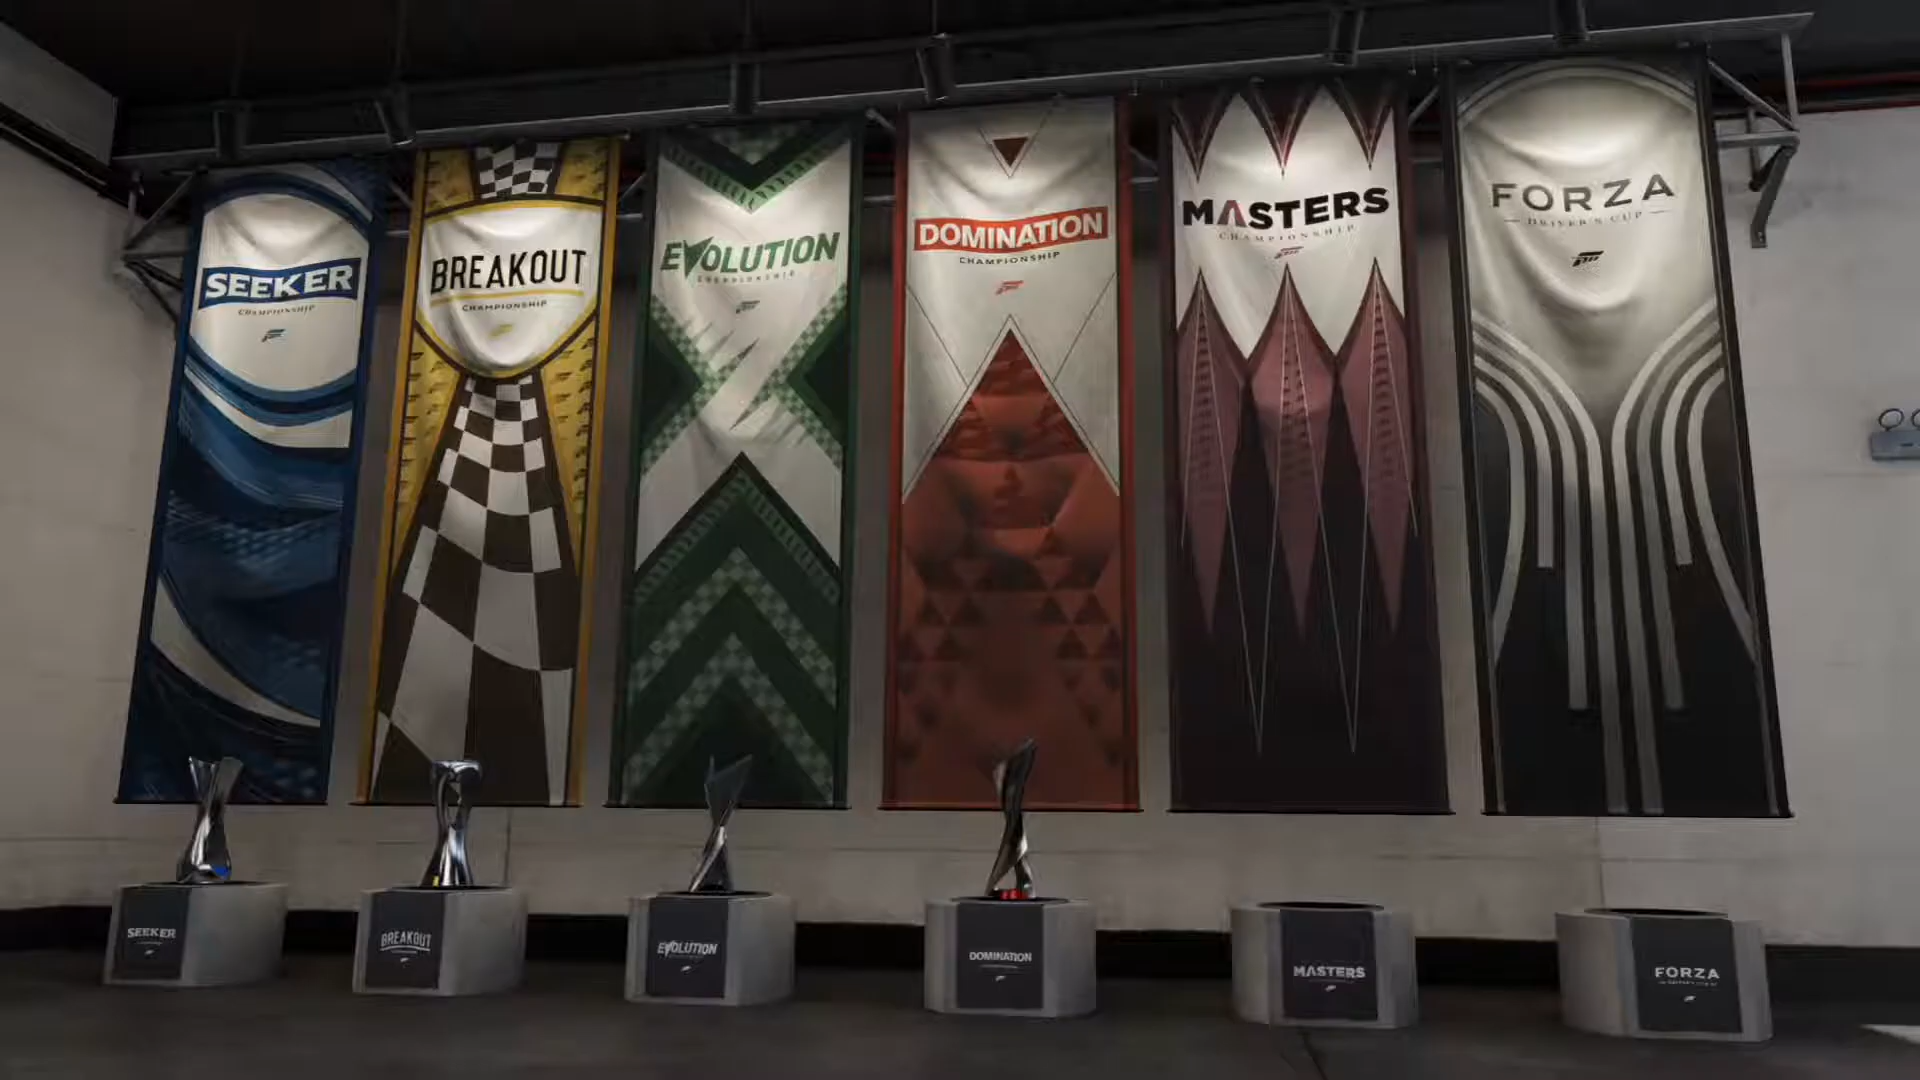 SEEKER
CHAMPIONSHIP
BREAKOUT
CHAMPIONSHIP
EVOLUTION
CHAMPIONSHIP
DOMINATION
CHAMPIONSHIP
MASTERS
CHAMPIONSHIP
FORZA
DRIVER'S CUP
SEEKER
BREAKOUT
EVOLUTION
DOMINATION
MASTERS
FORZA